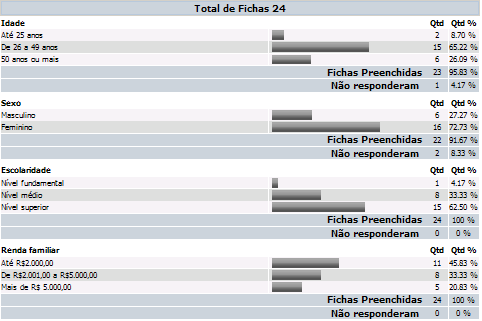 Total de Fichas 24
Idade Qtd Qtd %
Até 25 anos 2 8.70 %
De 26 a 49 anos 15 65.22 %
50 anos ou mais 6 26.09 %
Fichas Preenchidas 23 95.83 %
Não responderam 1 4.17 %
Sexo Qtd Qtd %
Masculino 6 27.27 %
Feminino 16 72.73 %
Fichas Preenchidas 22 91.67 %
Não responderam 2 8.33 %
Escolaridade Qtd Qtd %
Nível fundamental 1 4.17 %
Nível médio 8 33.33 %
Nível superior 15 62.50 %
Fichas Preenchidas 24 100 %
Não responderam 0 0 %
Renda familiar Qtd Qtd %
Até R$2.000,00 11 45.83 %
De R$2.001,00 a R$5.000,00 8 33.33 %
Mais de R$ 5.000,00 5 20.83 %
Fichas Preenchidas 24 100 %
Não responderam 0 0 %